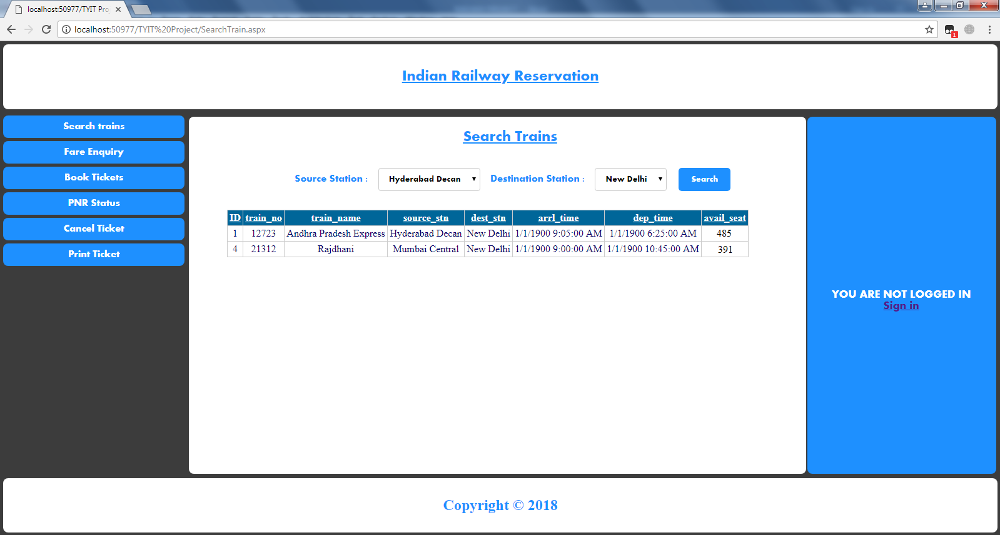 localhost:50977/TYIT Pro
localhost:50977/TYIT%20Project/SearchTrain.aspx
1
Indian Railway Reservation
Search trains
Fare Enquiry
Book Tickets
PNR Status
Cancel Ticket
Print Ticket
Search Trains
Source Station : Hyderabad Decan Destination Station : New Delhi Search
ID train_no train_name source_stn dest_stn arrl_time dep_time avail_seat
1 12723 Andhra Pradesh Express Hyderabad Decan New Delhi 1/1/1900 9:05:00 AM 1/1/1900 6:25:00 AM 485
4 21312 Rajdhani Mumbai Central New Delhi 1/1/1900 9:00:00 AM 1/1/1900 10:45:00 AM 391
YOU ARE NOT LOGGED IN
Sign in
Copyright © 2018